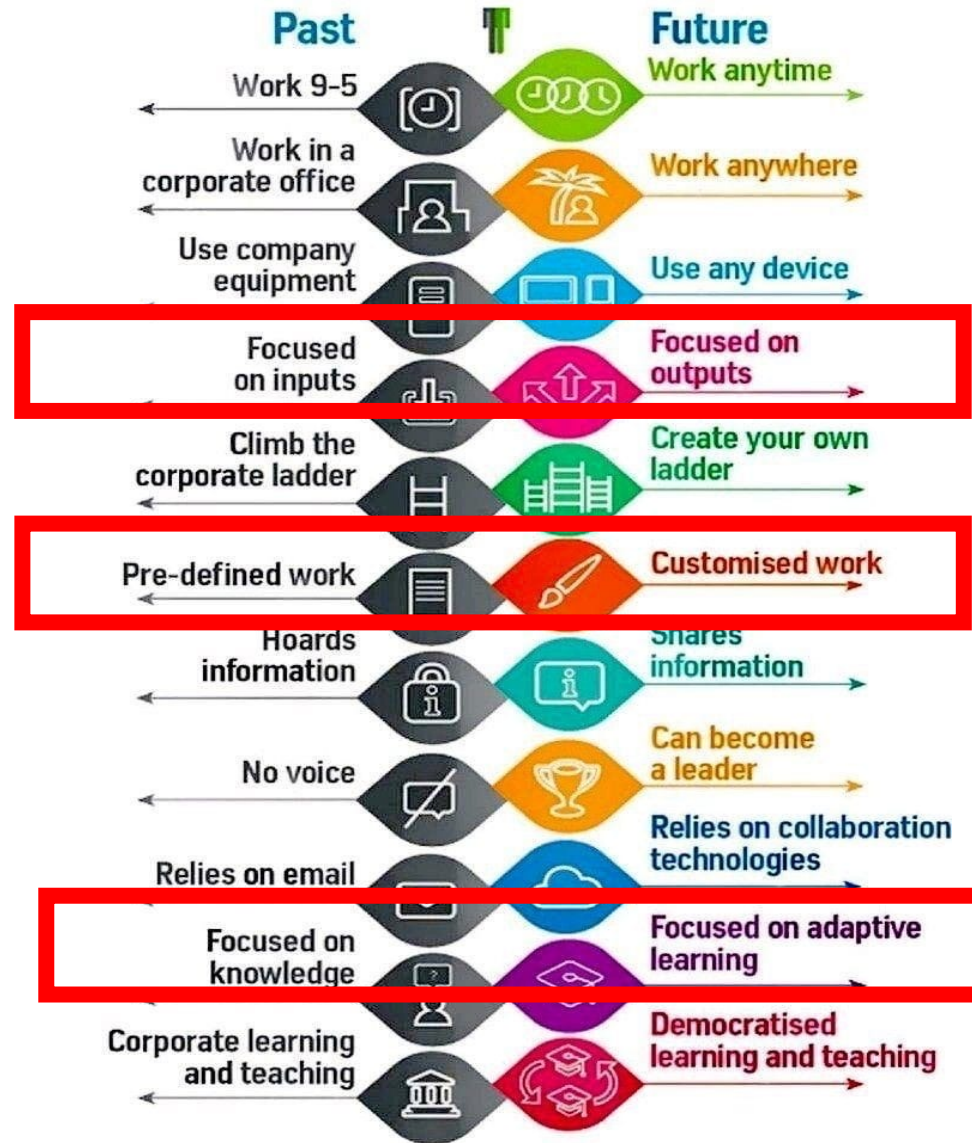 Past
Future
Work 9-5
Work anytime
Work in a
corporate office
Work anywhere
Use company
equipment
Use any device
Focused
on inputs
Focused on
outputs
Climb the
corporate ladder
Create your own
ladder
Pre-defined work
Customised work
Hoards
information
Shares
information
No voice
Can become
a leader
Relies on email
Relies on collaboration
technologies
Focused on
knowledge
Focused on adaptive
learning
Corporate learning
and teaching
Democratised
learning and teaching